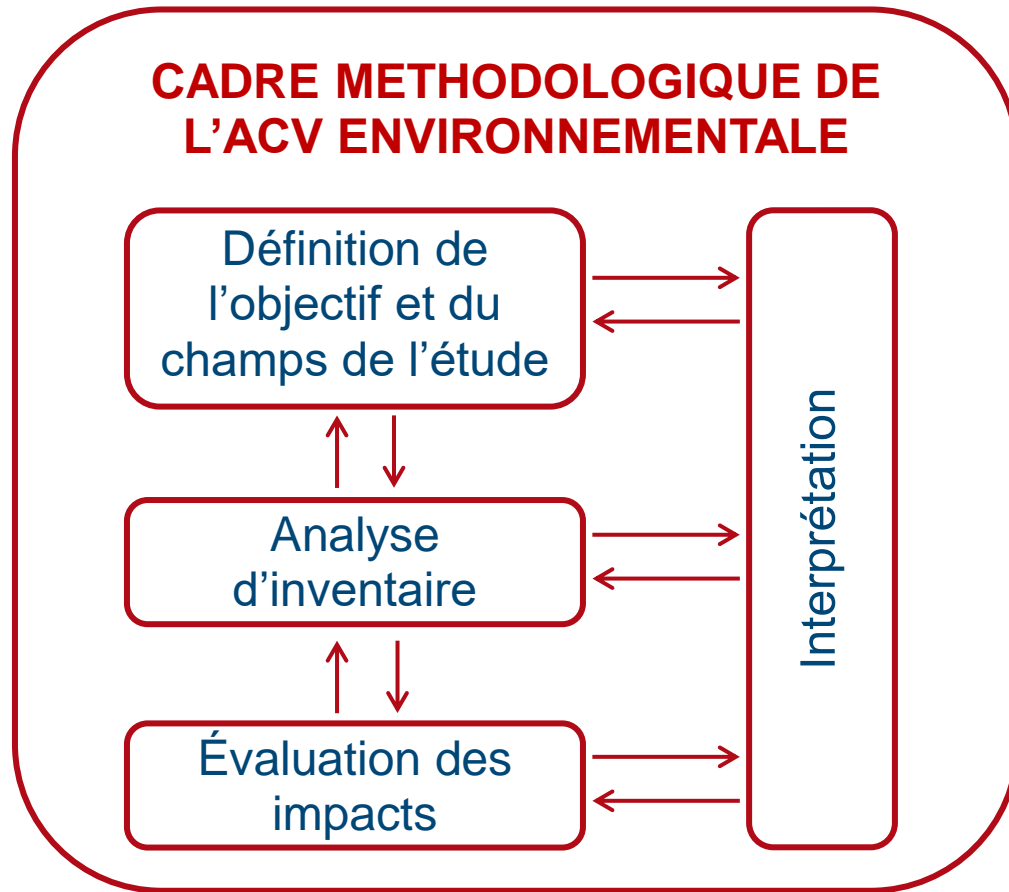 CADRE METHODOLOGIQUE DE
L’ACV ENVIRONNEMENTALE
Définition de
l’objectif et du
champs de l’étude
Analyse
d’inventaire
Évaluation des
impacts
Interprétation